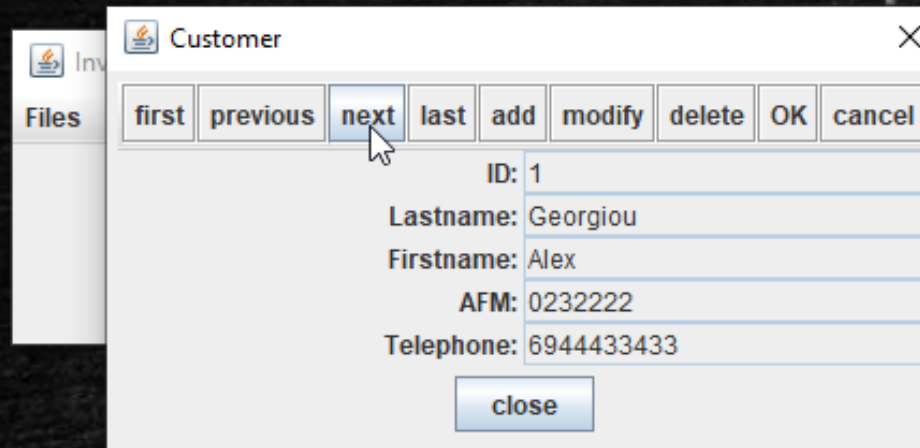 Customer
Inv
Files
first previous next last add modify delete OK cancel
ID: 1
Lastname: Georgiou
Firstname: Alex
AFM: 0232222
Telephone: 6944433433
close